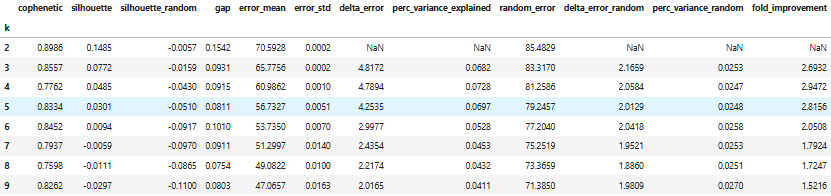 cophenetic silhouette silhouette_random gap error_mean error_std delta_error perc_variance_explained random_error delta_error_random perc_variance_random fold_improvement
k
2 0.8986 0.1485 -0.0057 0.1542 70.5928 0.0002 NaN NaN 85.4829 NaN NaN NaN
3 0.8557 0.0772 -0.0159 0.0931 65.7756 0.0002 4.8172 0.0682 83.3170 2.1659 0.0253 2.6932
4 0.7762 0.0485 -0.0430 0.0915 60.9862 0.0010 4.7894 0.0728 81.2586 2.0584 0.0247 2.9472
5 0.8334 0.0301 -0.0510 0.0811 56.7327 0.0051 4.2535 0.0697 79.2457 2.0129 0.0248 2.8156
6 0.8452 0.0094 -0.0917 0.1010 53.7350 0.0070 2.9977 0.0528 77.2040 2.0418 0.0258 2.0508
7 0.7937 -0.0059 -0.0970 0.0911 51.2997 0.0140 2.4354 0.0453 75.2519 1.9521 0.0253 1.7924
8 0.7598 -0.0111 -0.0865 0.0754 49.0822 0.0100 2.2174 0.0432 73.3659 1.8860 0.0251 1.7247
9 0.8262 -0.0297 -0.1100 0.0803 47.0657 0.0163 2.0165 0.0411 71.3850 1.9809 0.0270 1.5216